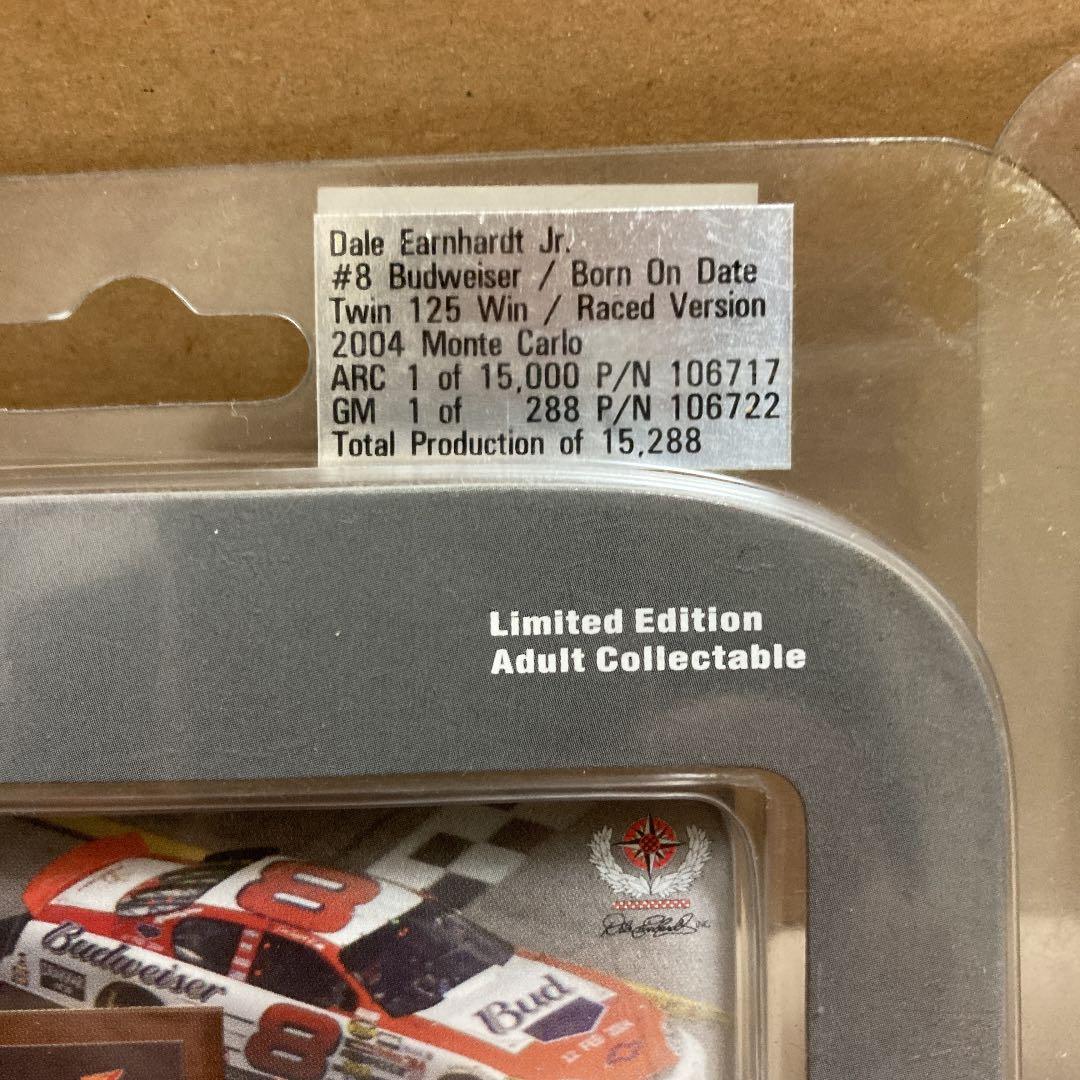 Dale Earnhardt Jr.
#8 Budweiser / Born On Date
Twin 125 Win / Raced Version
2004 Monte Carlo
ARC 1 of 15,000 P/N 106717
GM 1 of 288 P/N 106722
Total Production of 15,288
Limited Edition
Adult Collectable
8
Budweiser
Bud
8